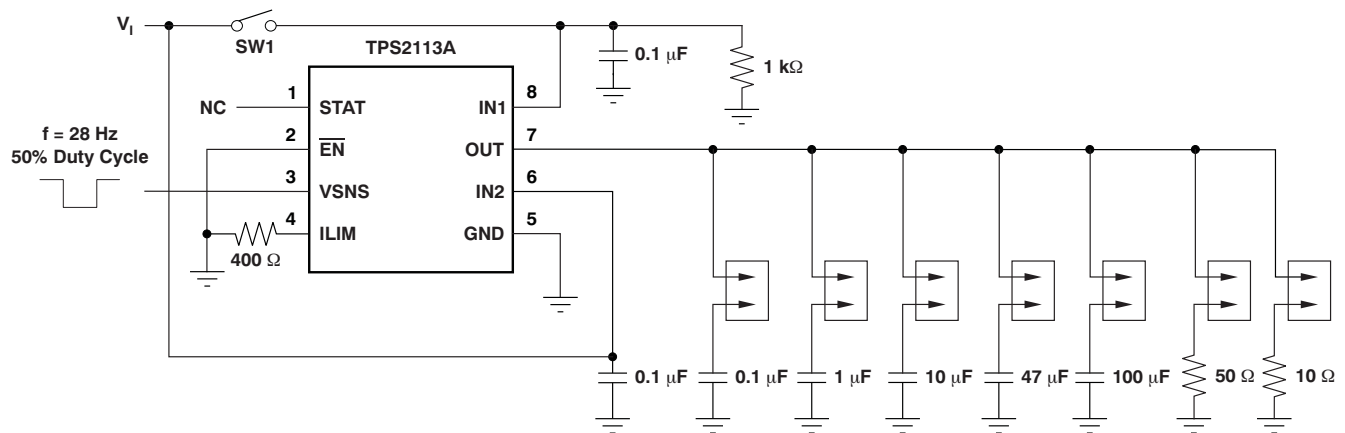 V_I
SW1
TPS2113A
0.1 μF
1 kΩ
NC
1
STAT
IN1
8
f = 28 Hz
50% Duty Cycle
2
E̅N̅
OUT
7
3
VSNS
IN2
6
4
ILIM
GND
5
400 Ω
0.1 μF
0.1 μF
1 μF
10 μF
47 μF
100 μF
50 Ω
10 Ω